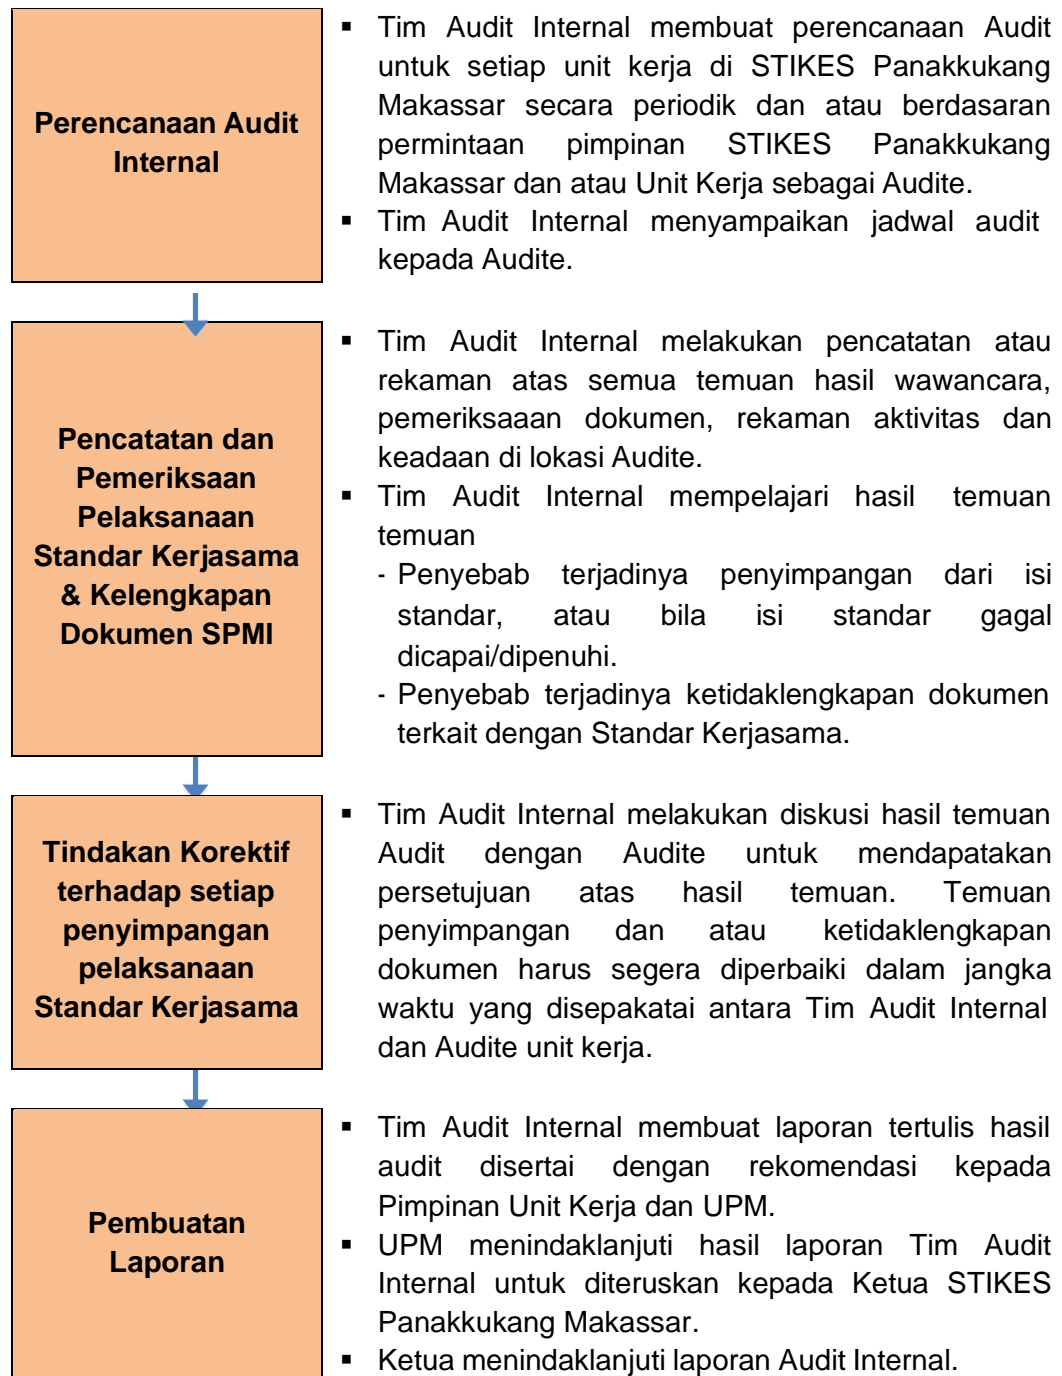 Perencanaan Audit
Internal
▪ Tim Audit Internal membuat perencanaan Audit
untuk setiap unit kerja di STIKES Panakkukang
Makassar secara periodik dan atau berdasaran
permintaan pimpinan STIKES Panakkukang
Makassar dan atau Unit Kerja sebagai Audite.
▪ Tim Audit Internal menyampaikan jadwal audit
kepada Audite.
Pencatatan dan
Pemeriksaan
Pelaksanaan
Standar Kerjasama
& Kelengkapan
Dokumen SPMI
▪ Tim Audit Internal melakukan pencatatan atau
rekaman atas semua temuan hasil wawancara,
pemeriksaaan dokumen, rekaman aktivitas dan
keadaan di lokasi Audite.
▪ Tim Audit Internal mempelajari hasil temuan
temuan
- Penyebab terjadinya penyimpangan dari isi
standar, atau bila isi standar gagal
dicapai/dipenuhi.
- Penyebab terjadinya ketidaklengkapan dokumen
terkait dengan Standar Kerjasama.
Tindakan Korektif
terhadap setiap
penyimpangan
pelaksanaan
Standar Kerjasama
▪ Tim Audit Internal melakukan diskusi hasil temuan
Audit dengan Audite untuk mendapatakan
persetujuan atas hasil temuan. Temuan
penyimpangan dan atau ketidaklengkapan
dokumen harus segera diperbaiki dalam jangka
waktu yang disepakatai antara Tim Audit Internal
dan Audite unit kerja.
Pembuatan
Laporan
▪ Tim Audit Internal membuat laporan tertulis hasil
audit disertai dengan rekomendasi kepada
Pimpinan Unit Kerja dan UPM.
▪ UPM menindaklanjuti hasil laporan Tim Audit
Internal untuk diteruskan kepada Ketua STIKES
Panakkukang Makassar.
▪ Ketua menindaklanjuti laporan Audit Internal.